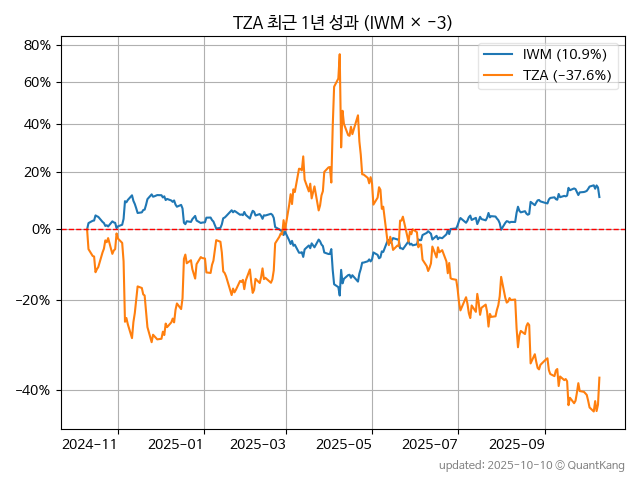 TZA 최근 1년 성과 (IWM × −3)
IWM (10.9%)
TZA (−37.6%)
80%
60%
40%
20%
0%
−20%
−40%
2024−11 2025−01 2025−03 2025−05 2025−07 2025−09
updated: 2025-10-10 © QuantKang